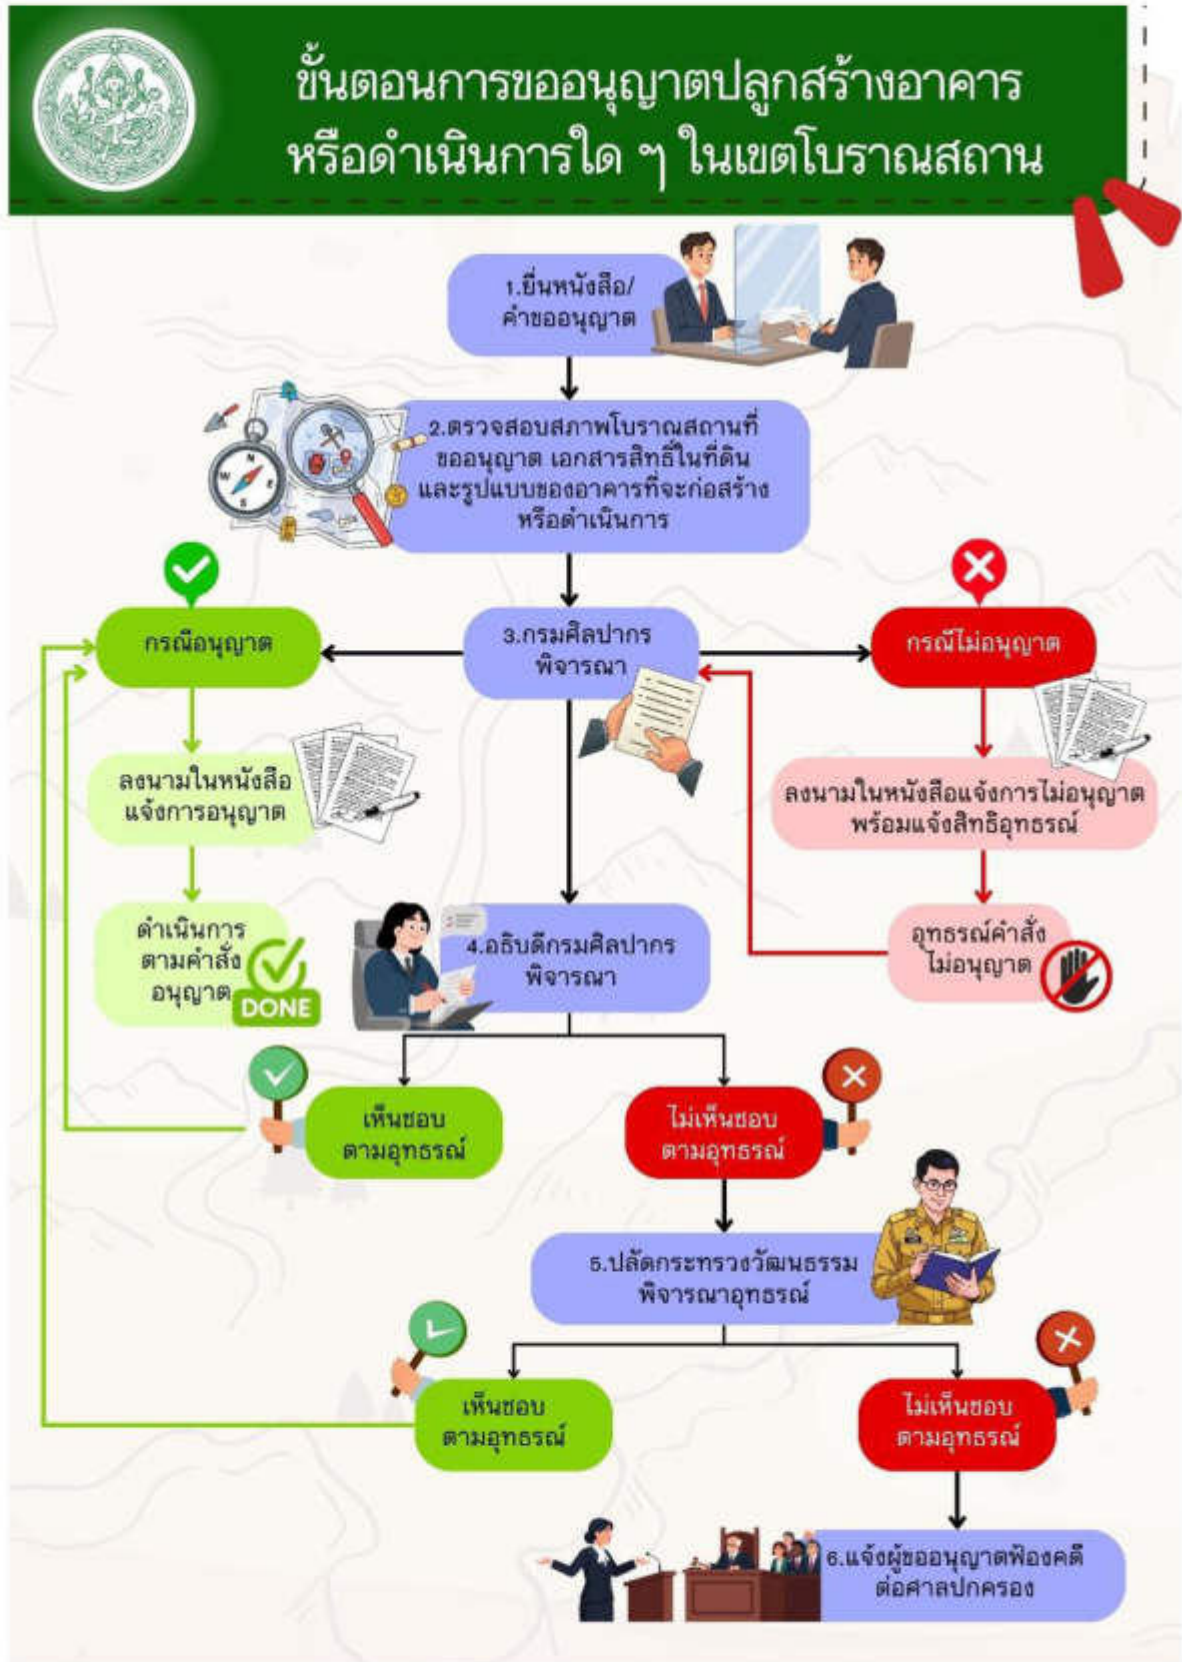 ขั้นตอนการขออนุญาตปลูกสร้างอาคาร
หรือดำเนินการใด ๆ ในเขตโบราณสถาน
1.ยื่นหนังสือ/
คำขออนุญาต
2.ตรวจสอบสภาพโบราณสถานที่
ขออนุญาต เอกสารสิทธิ์ในที่ดิน
และรูปแบบของอาคารที่จะก่อสร้าง
หรือดำเนินการ
N
W
E
S
กรณีอนุญาต
3.กรมศิลปากร
พิจารณา
กรณีไม่อนุญาต
ลงนามในหนังสือ
แจ้งการอนุญาต
ลงนามในหนังสือแจ้งการไม่อนุญาต
พร้อมแจ้งสิทธิอุทธรณ์
ดำเนินการ
ตามคำสั่ง
อนุญาต
DONE
4.อธิบดีกรมศิลปากร
พิจารณา
อุทธรณ์คำสั่ง
ไม่อนุญาต
เห็นชอบ
ตามอุทธรณ์
ไม่เห็นชอบ
ตามอุทธรณ์
5.ปลัดกระทรวงวัฒนธรรม
พิจารณาอุทธรณ์
เห็นชอบ
ตามอุทธรณ์
ไม่เห็นชอบ
ตามอุทธรณ์
6.แจ้งผู้ขออนุญาตฟ้องคดี
ต่อศาลปกครอง